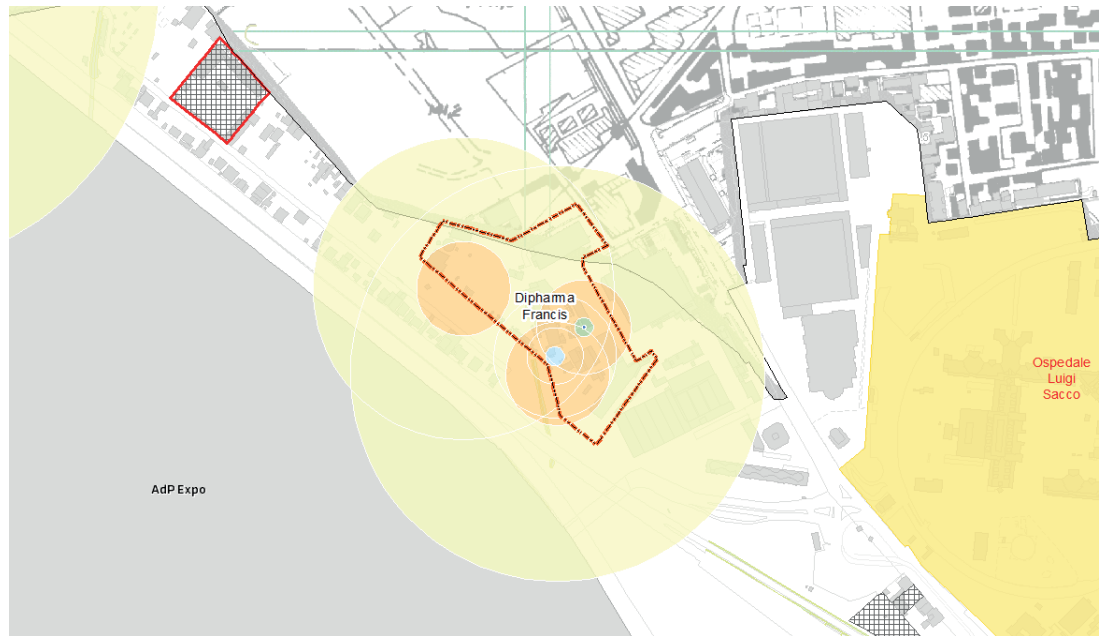 Dipharma
Francis
Ospedale
Luigi
Sacco
AdP Expo